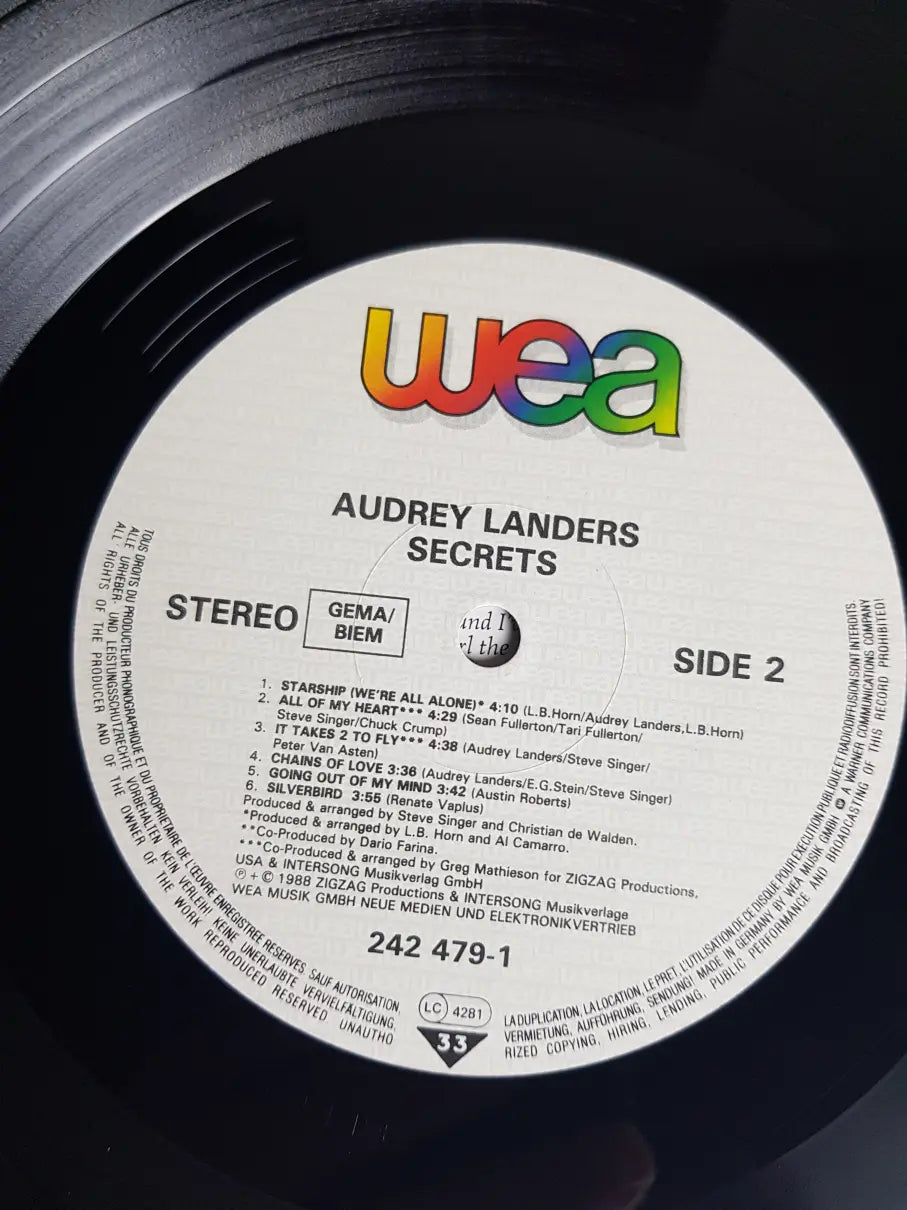 wea
AUDREY LANDERS
SECRETS
STEREO
GEMA/
BIEM
und I
rl the
SIDE 2
1. STARSHIP (WE'RE ALL ALONE)* 4:10 (L.B.Horn/Audrey Landers,L.B.Horn)
2. ALL OF MY HEART*** 4:29 (Sean Fullerton/Tari Fullerton/
Steve Singer/Chuck Crump)
3. IT TAKES 2 TO FLY*** 4:38 (Audrey Landers/Steve Singer/
Peter Van Asten)
4. CHAINS OF LOVE 3:36 (Audrey Landers/E.G.Stein/Steve Singer)
5. GOING OUT OF MY MIND 3:42 (Austin Roberts)
6. SILVERBIRD 3:55 (Renate Vaplus)
Produced & arranged by Steve Singer and Christian de Walden.
*Produced & arranged by L.B. Horn and Al Camarro.
**Co-Produced by Dario Farina.
***Co-Produced & arranged by Greg Mathieson for ZIGZAG Productions,
USA & INTERSONG Musikverlag GmbH
℗ + © 1988 ZIGZAG Productions & INTERSONG Musikverlage
WEA MUSIK GMBH NEUE MEDIEN UND ELEKTRONIKVERTRIEB
242 479-1
LC 4281
33
TOUS DROITS DU PRODUCTEUR PHONOGRAPHIQUE ET DU PROPRIETAIRE DE L'ŒUVRE ENREGISTREE RESERVES. SAUF AUTORISATION,
LA DUPLICATION, LA LOCATION, LE PRET, L'UTILISATION DE CE DISQUE POUR EXECUTION PUBLIQUE ET RADIODIFFUSION SONT INTERDITS.
ALLE URHEBER- UND LEISTUNGSSCHUTZRECHTE VORBEHALTEN. KEIN VERLEIH! KEINE UNERLAUBTE VERVIELFÄLTIGUNG,
VERMIETUNG, AUFFÜHRUNG, SENDUNG! MADE IN GERMANY BY WEA MUSIK GMBH A WARNER COMMUNICATIONS COMPANY
ALL RIGHTS OF THE PRODUCER AND OF THE OWNER OF THE WORK REPRODUCED RESERVED UNAUTHO
RIZED COPYING, HIRING, LENDING, PUBLIC PERFORMANCE AND BROADCASTING OF THIS RECORD PROHIBITED!